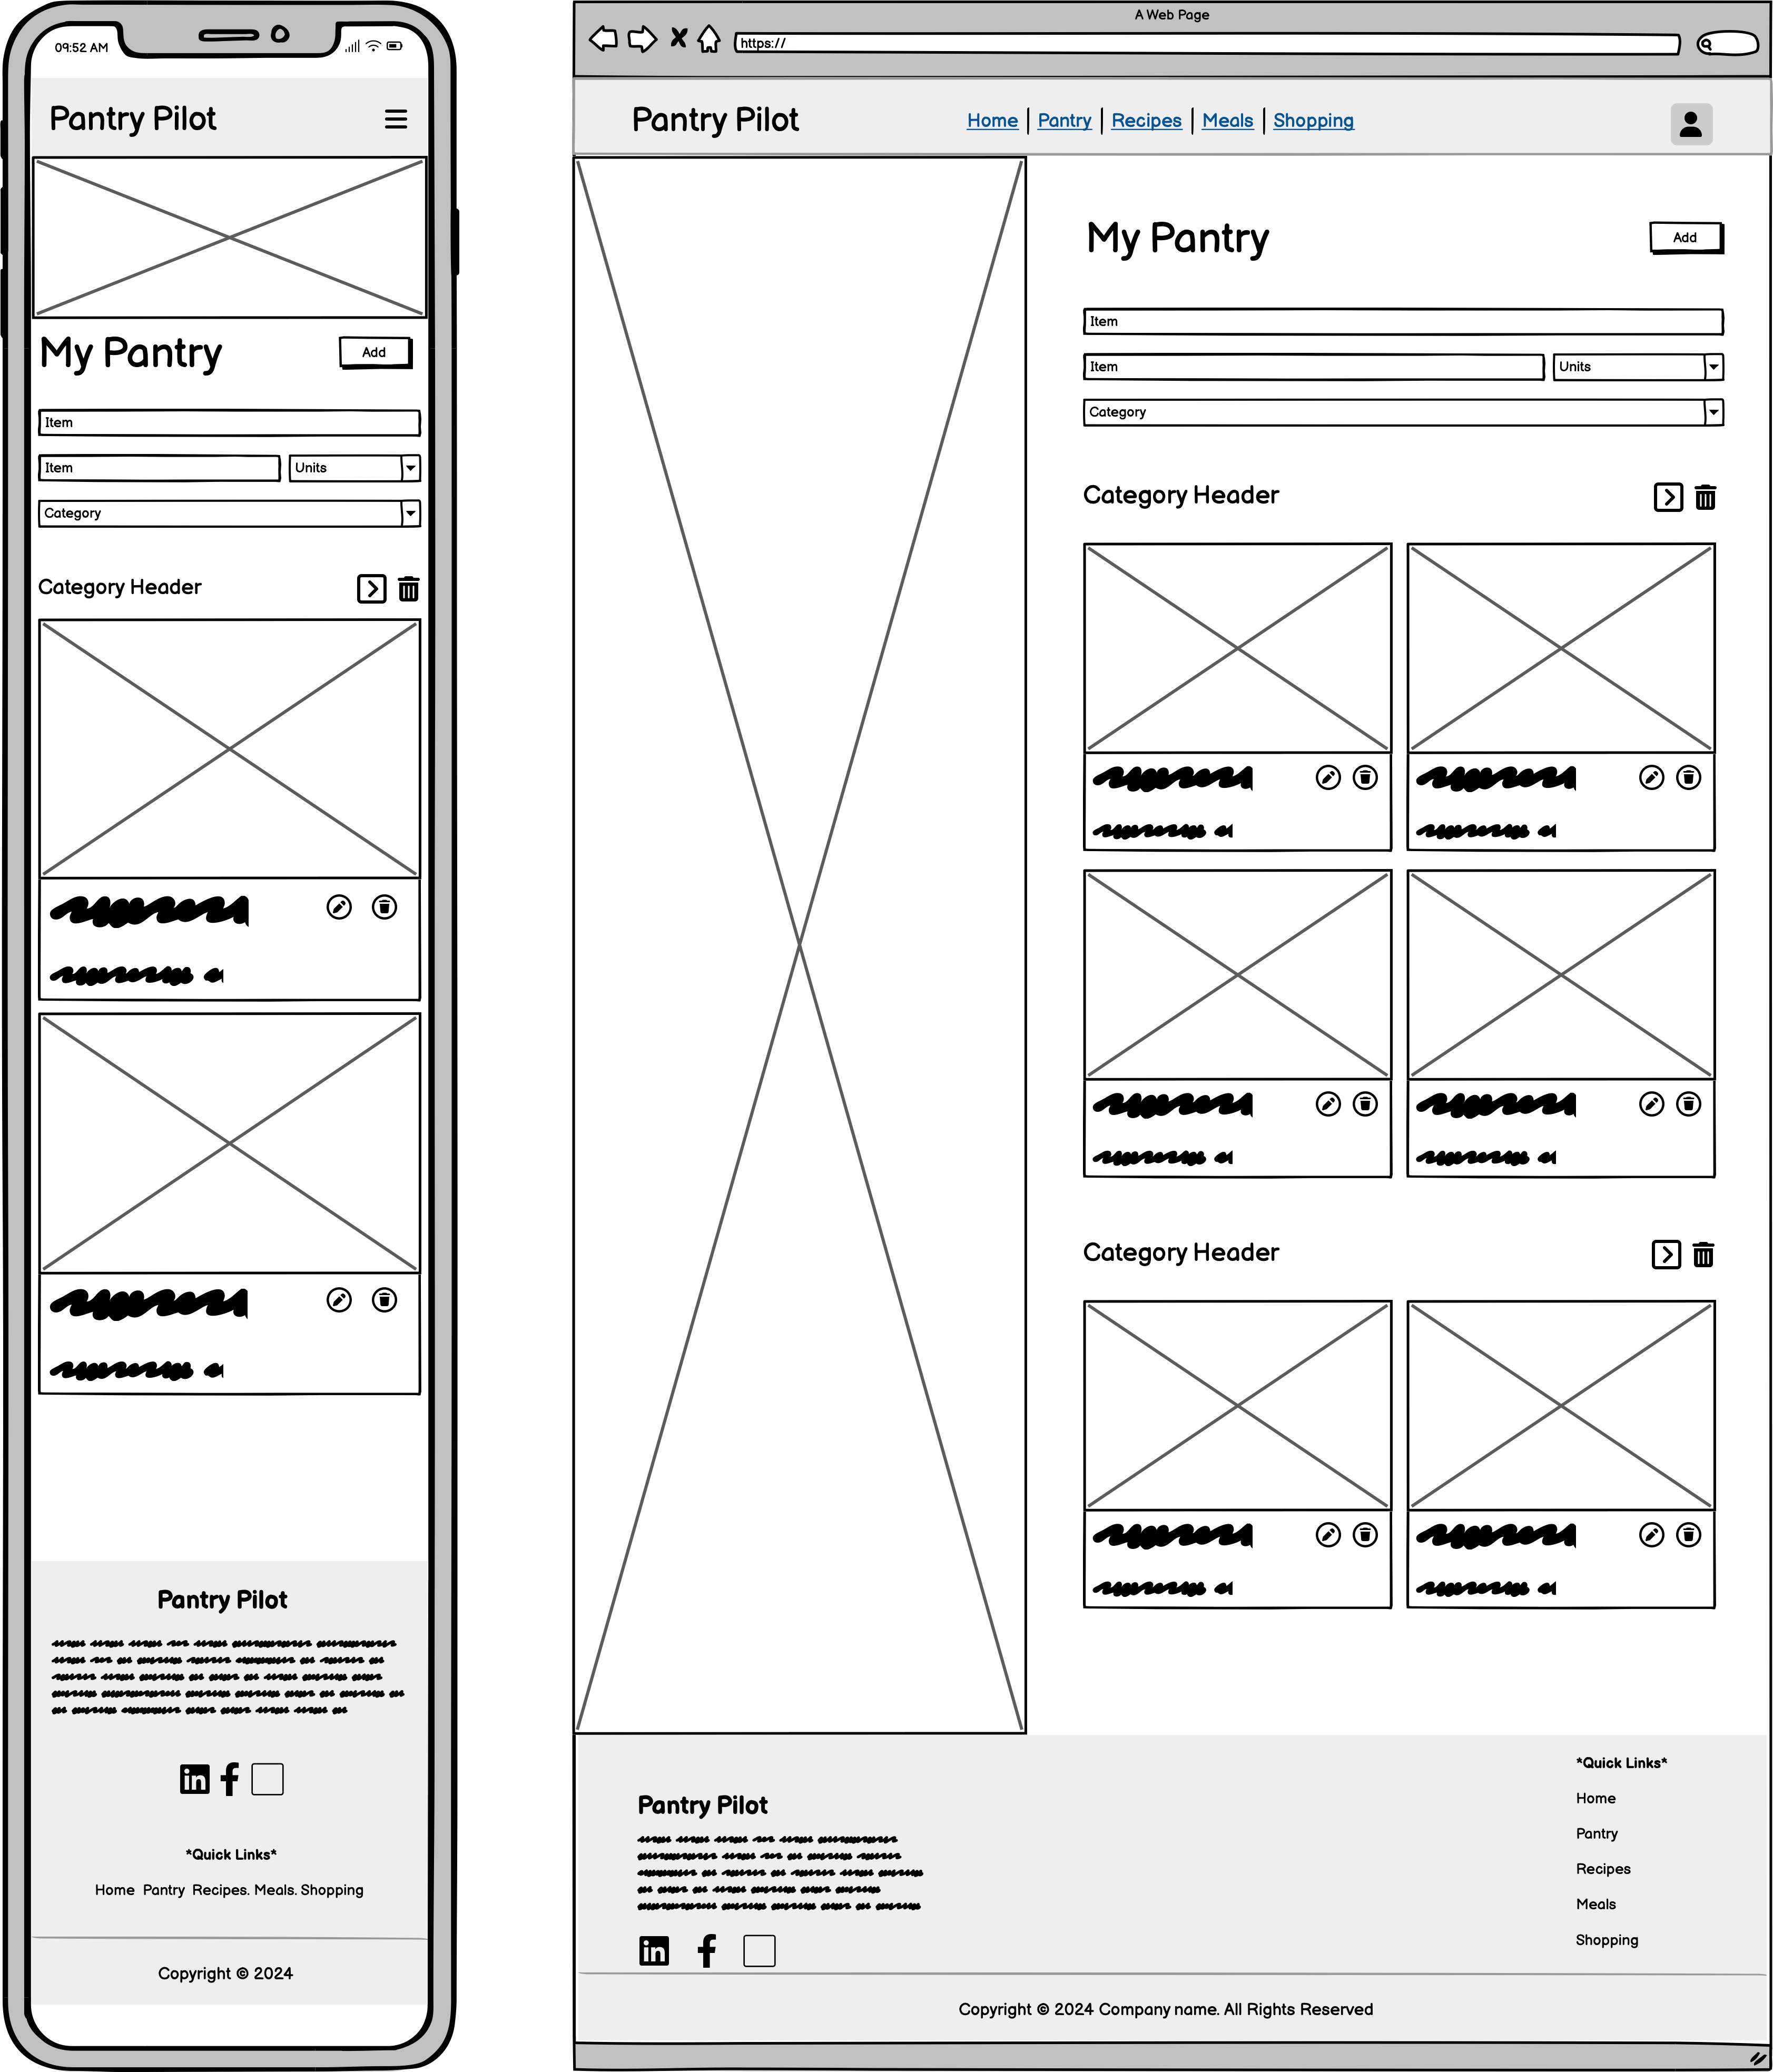 09:52 AM
Pantry Pilot
My Pantry
Add
Item
Item
Units
Category
Category Header
Pantry Pilot
in f
*Quick Links*
Home Pantry Recipes. Meals. Shopping
Copyright © 2024
A Web Page
https://
Pantry Pilot
Home | Pantry | Recipes | Meals | Shopping
My Pantry
Add
Item
Item
Units
Category
Category Header
Category Header
Pantry Pilot
in f
*Quick Links*
Home
Pantry
Recipes
Meals
Shopping
Copyright © 2024 Company name. All Rights Reserved